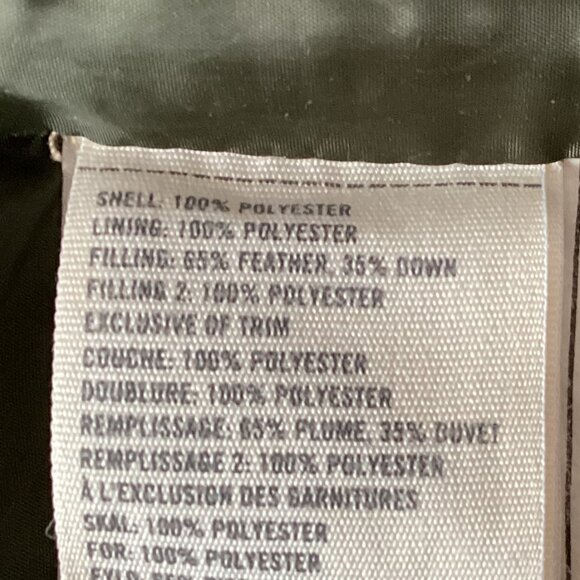 SHELL: 100% POLYESTER
LINING: 100% POLYESTER
FILLING: 65% FEATHER, 35% DOWN
FILLING 2: 100% POLYESTER
EXCLUSIVE OF TRIM
COUCHE: 100% POLYESTER
DOUBLURE: 100% POLYESTER
REMPLISSAGE: 65% PLUME, 35% DUVET
REMPLISSAGE 2: 100% POLYESTER
À L'EXCLUSION DES GARNITURES
SKAL: 100% POLYESTER
FOR: 100% POLYESTER